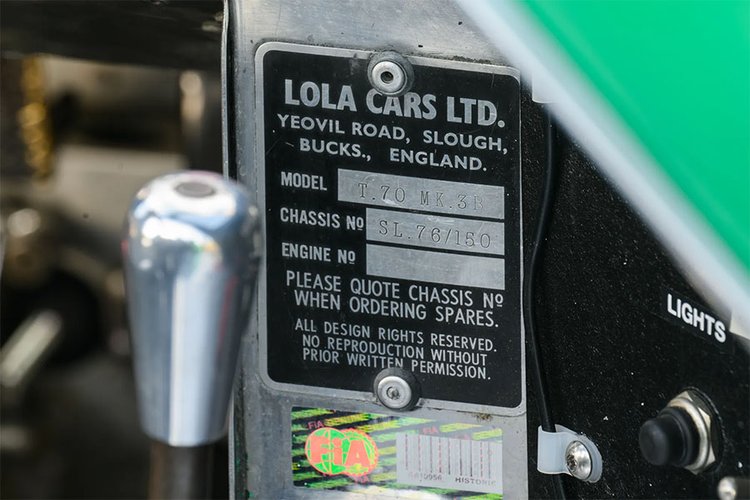 LOLA CARS LTD.
YEOVIL ROAD, SLOUGH,
BUCKS., ENGLAND.
MODEL T.70 MK.3B
CHASSIS Nº SL.76/150
ENGINE Nº
PLEASE QUOTE CHASSIS Nº
WHEN ORDERING SPARES.
ALL DESIGN RIGHTS RESERVED.
NO REPRODUCTION WITHOUT
PRIOR WRITTEN PERMISSION.
FIA
HISTORIC
LIGHTS